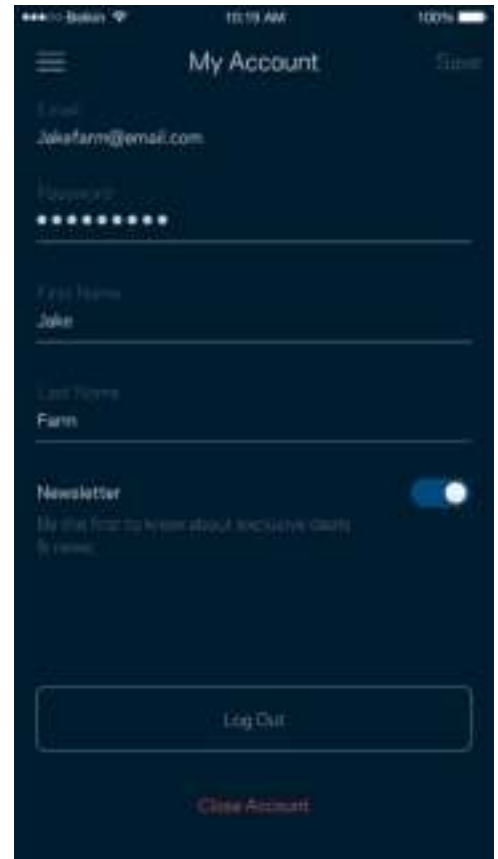 10:19 AM
100%
My Account
Save
Email
Jakefarm@email.com
Password
First Name
Jake
Last Name
Farm
Newsletter
Be the first to know about exclusive deals
& news.
Log Out
Close Account